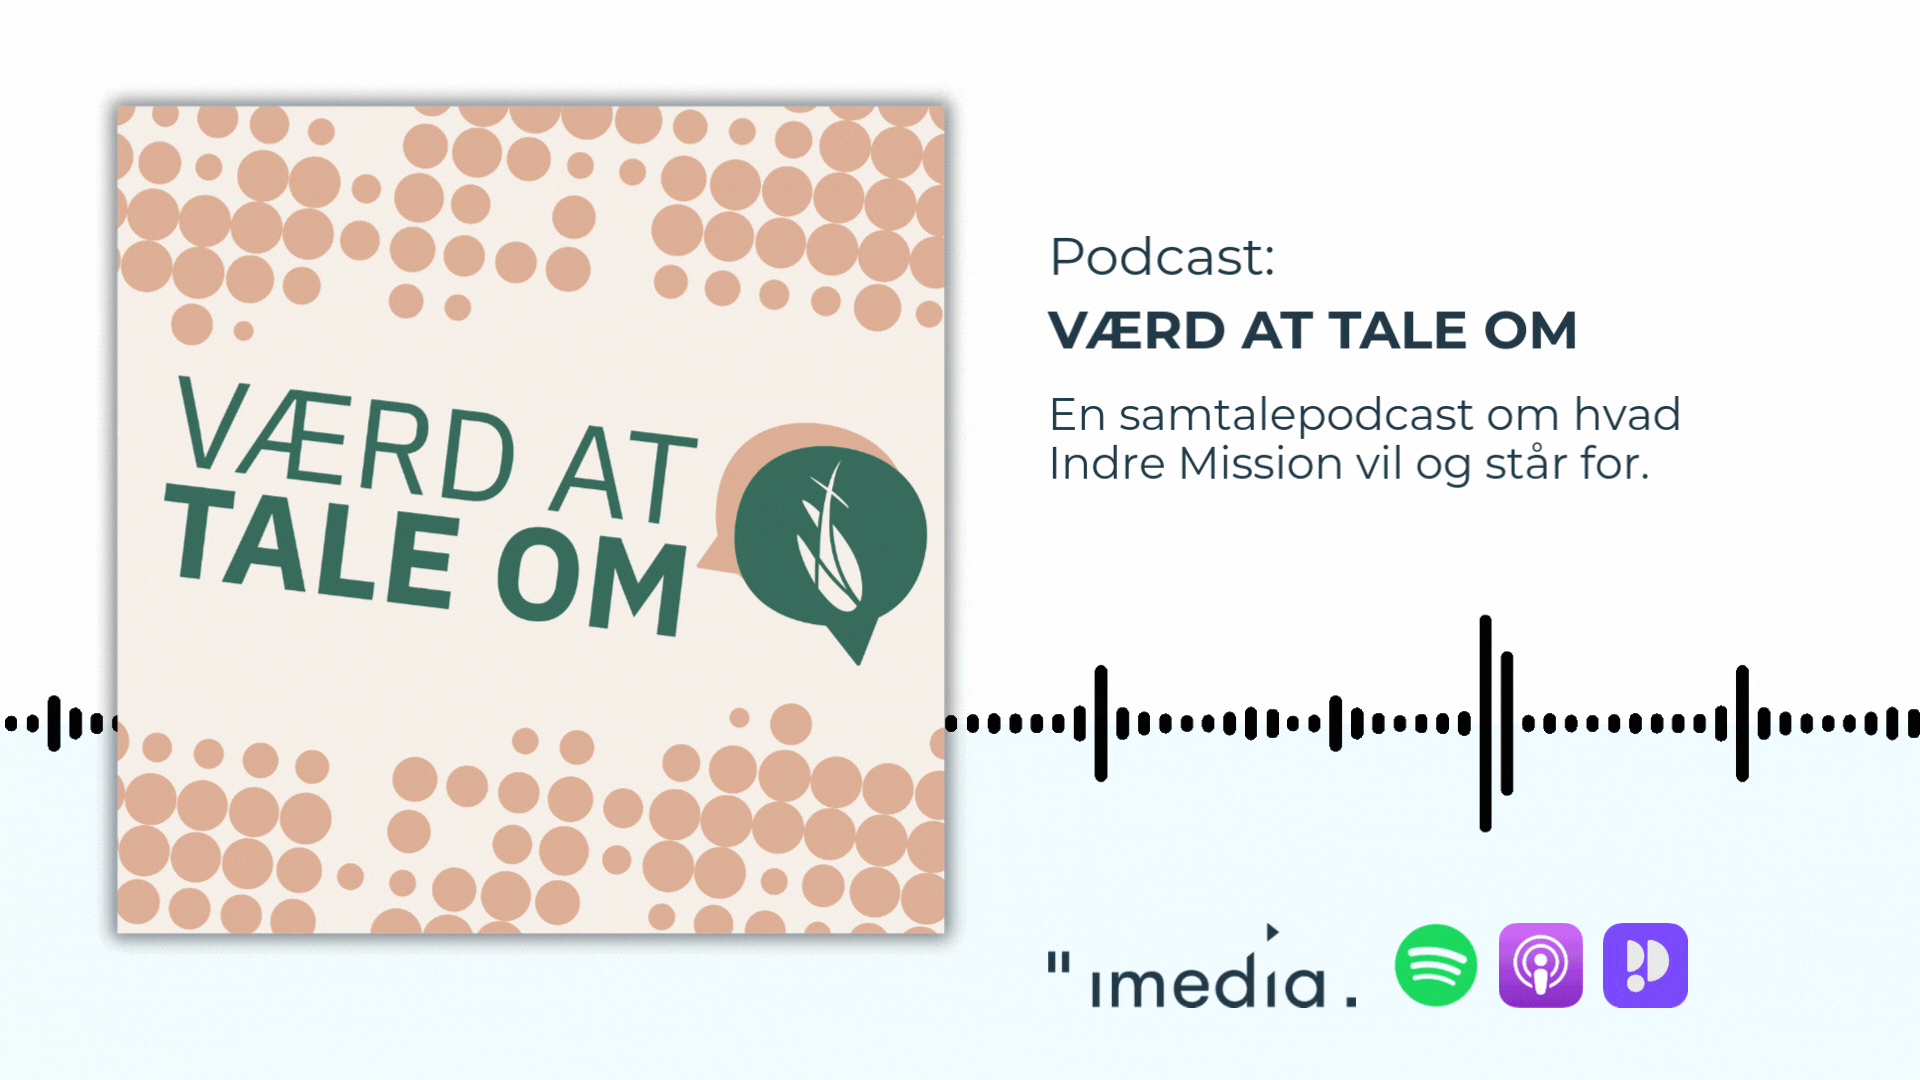 VÆRD AT
TALE OM
Podcast:
VÆRD AT TALE OM
En samtalepodcast om hvad
Indre Mission vil og står for.
" imedia.